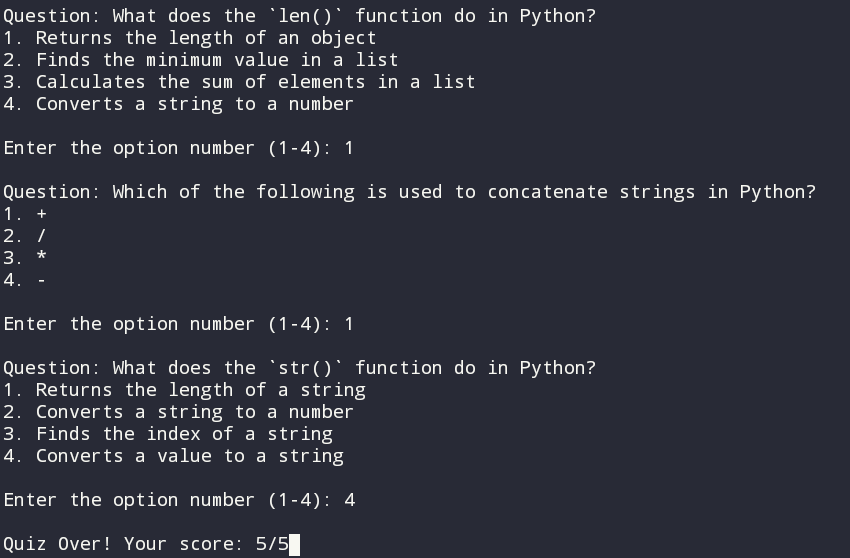 Question: What does the `len()` function do in Python?
1. Returns the length of an object
2. Finds the minimum value in a list
3. Calculates the sum of elements in a list
4. Converts a string to a number
Enter the option number (1-4): 1
Question: Which of the following is used to concatenate strings in Python?
1. +
2. /
3. *
4. -
Enter the option number (1-4): 1
Question: What does the `str()` function do in Python?
1. Returns the length of a string
2. Converts a string to a number
3. Finds the index of a string
4. Converts a value to a string
Enter the option number (1-4): 4
Quiz Over! Your score: 5/5